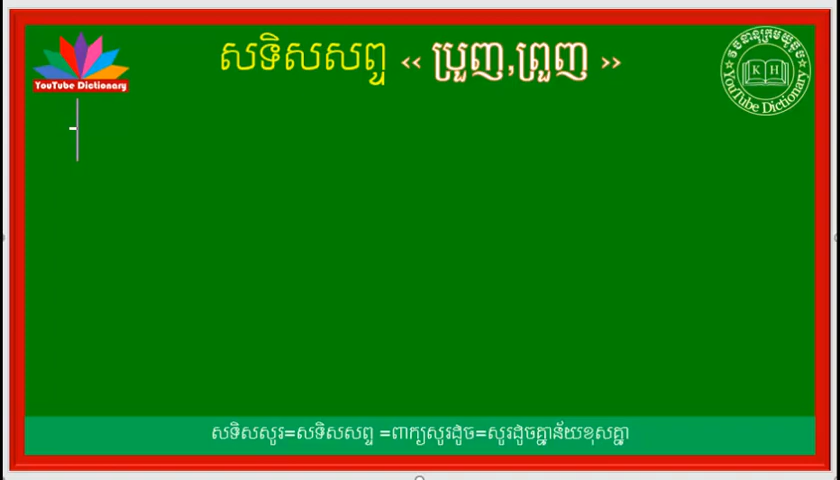 សទិសសព្ទ ‹‹ ប្រួញ,ព្រួញ ››
YouTube Dictionary
K H
YouTube Dictionary
-
សទិសសូរ=សទិសសព្ទ =ពាក្យសូរដូច=សូរដូចគ្នាន័យខុសគ្នា